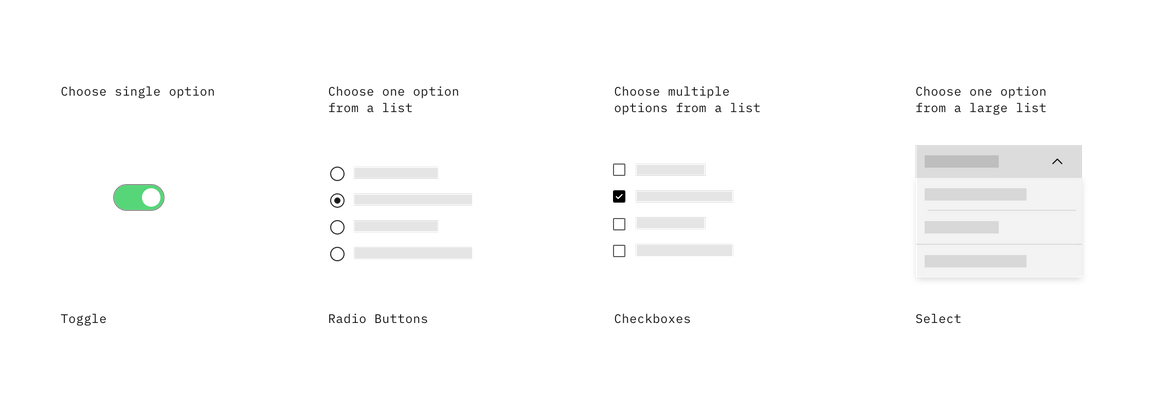 Choose single option
Choose one option
from a list
Choose multiple
options from a list
Choose one option
from a large list
Toggle
Radio Buttons
Checkboxes
Select